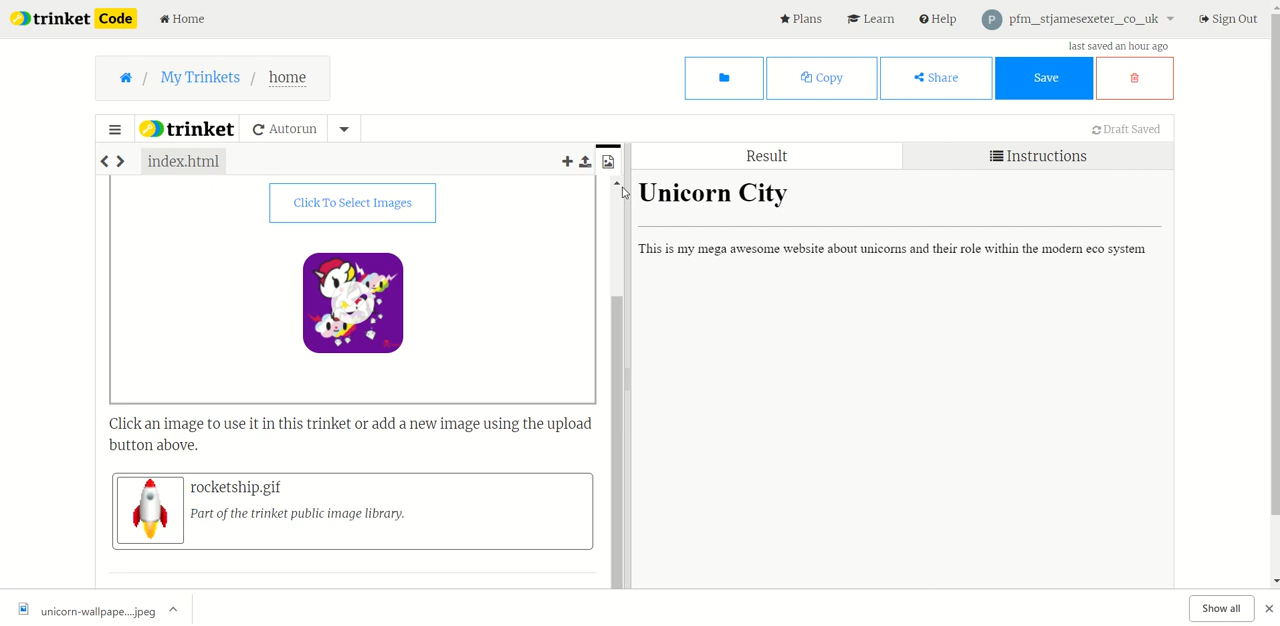 trinket Code Home Plans Learn Help P pfm_stjamesexeter_co_uk Sign Out
last saved an hour ago
/ My Trinkets / home Copy Share Save
trinket Autorun Draft Saved
index.html Result Instructions
Click To Select Images
Unicorn City
This is my mega awesome website about unicorns and their role within the modern eco system
Click an image to use it in this trinket or add a new image using the upload
button above.
rocketship.gif
Part of the trinket public image library.
unicorn-wallpape....jpeg Show all